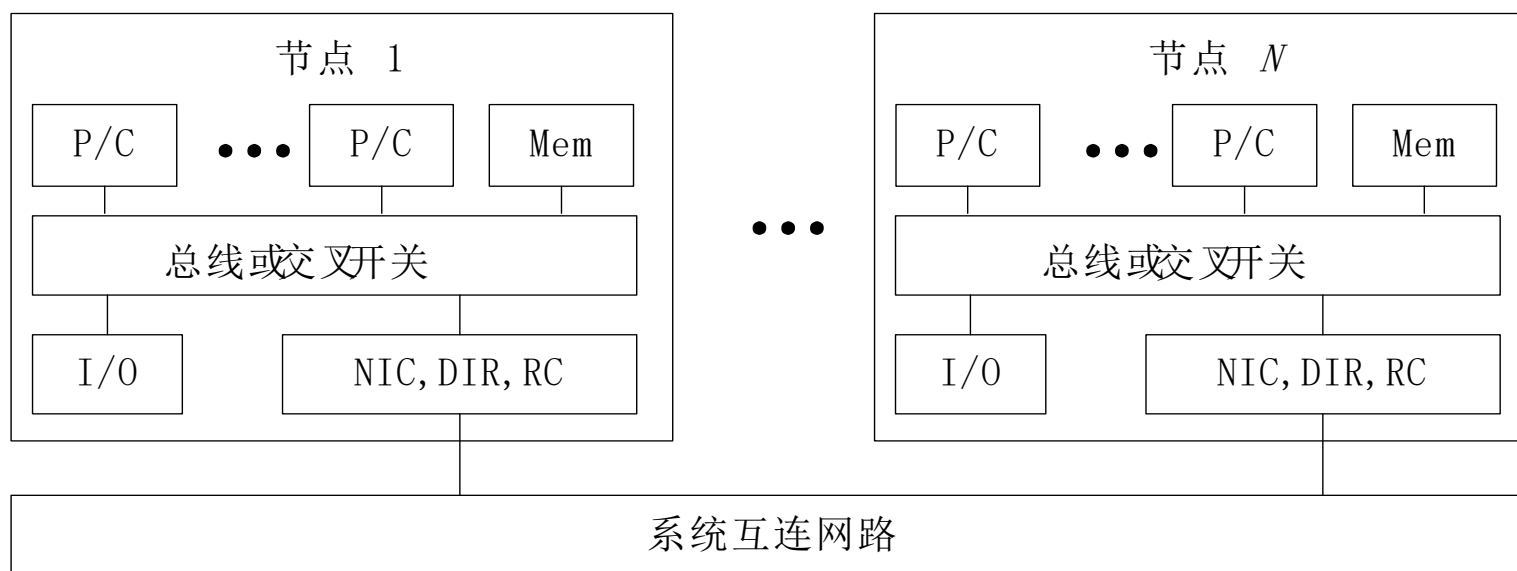 节点 1
节点 N
P/C
P/C
Mem
P/C
P/C
Mem
总线或交叉开关
总线或交叉开关
I/O
NIC,DIR,RC
I/O
NIC,DIR,RC
系统互连网路